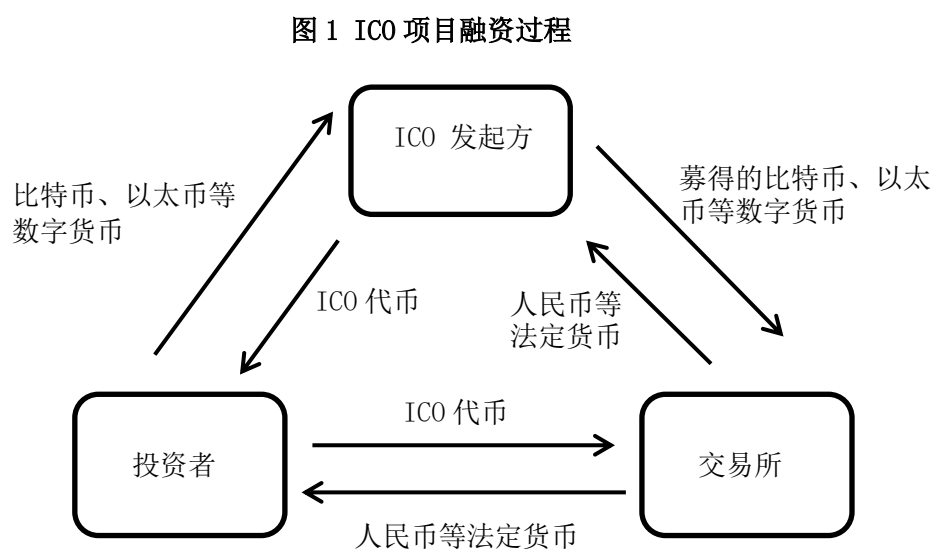 图 1 ICO 项目融资过程
ICO 发起方
比特币、以太币等
数字货币
募得的比特币、以太
币等数字货币
ICO 代币
人民币等
法定货币
ICO 代币
投资者
交易所
人民币等法定货币